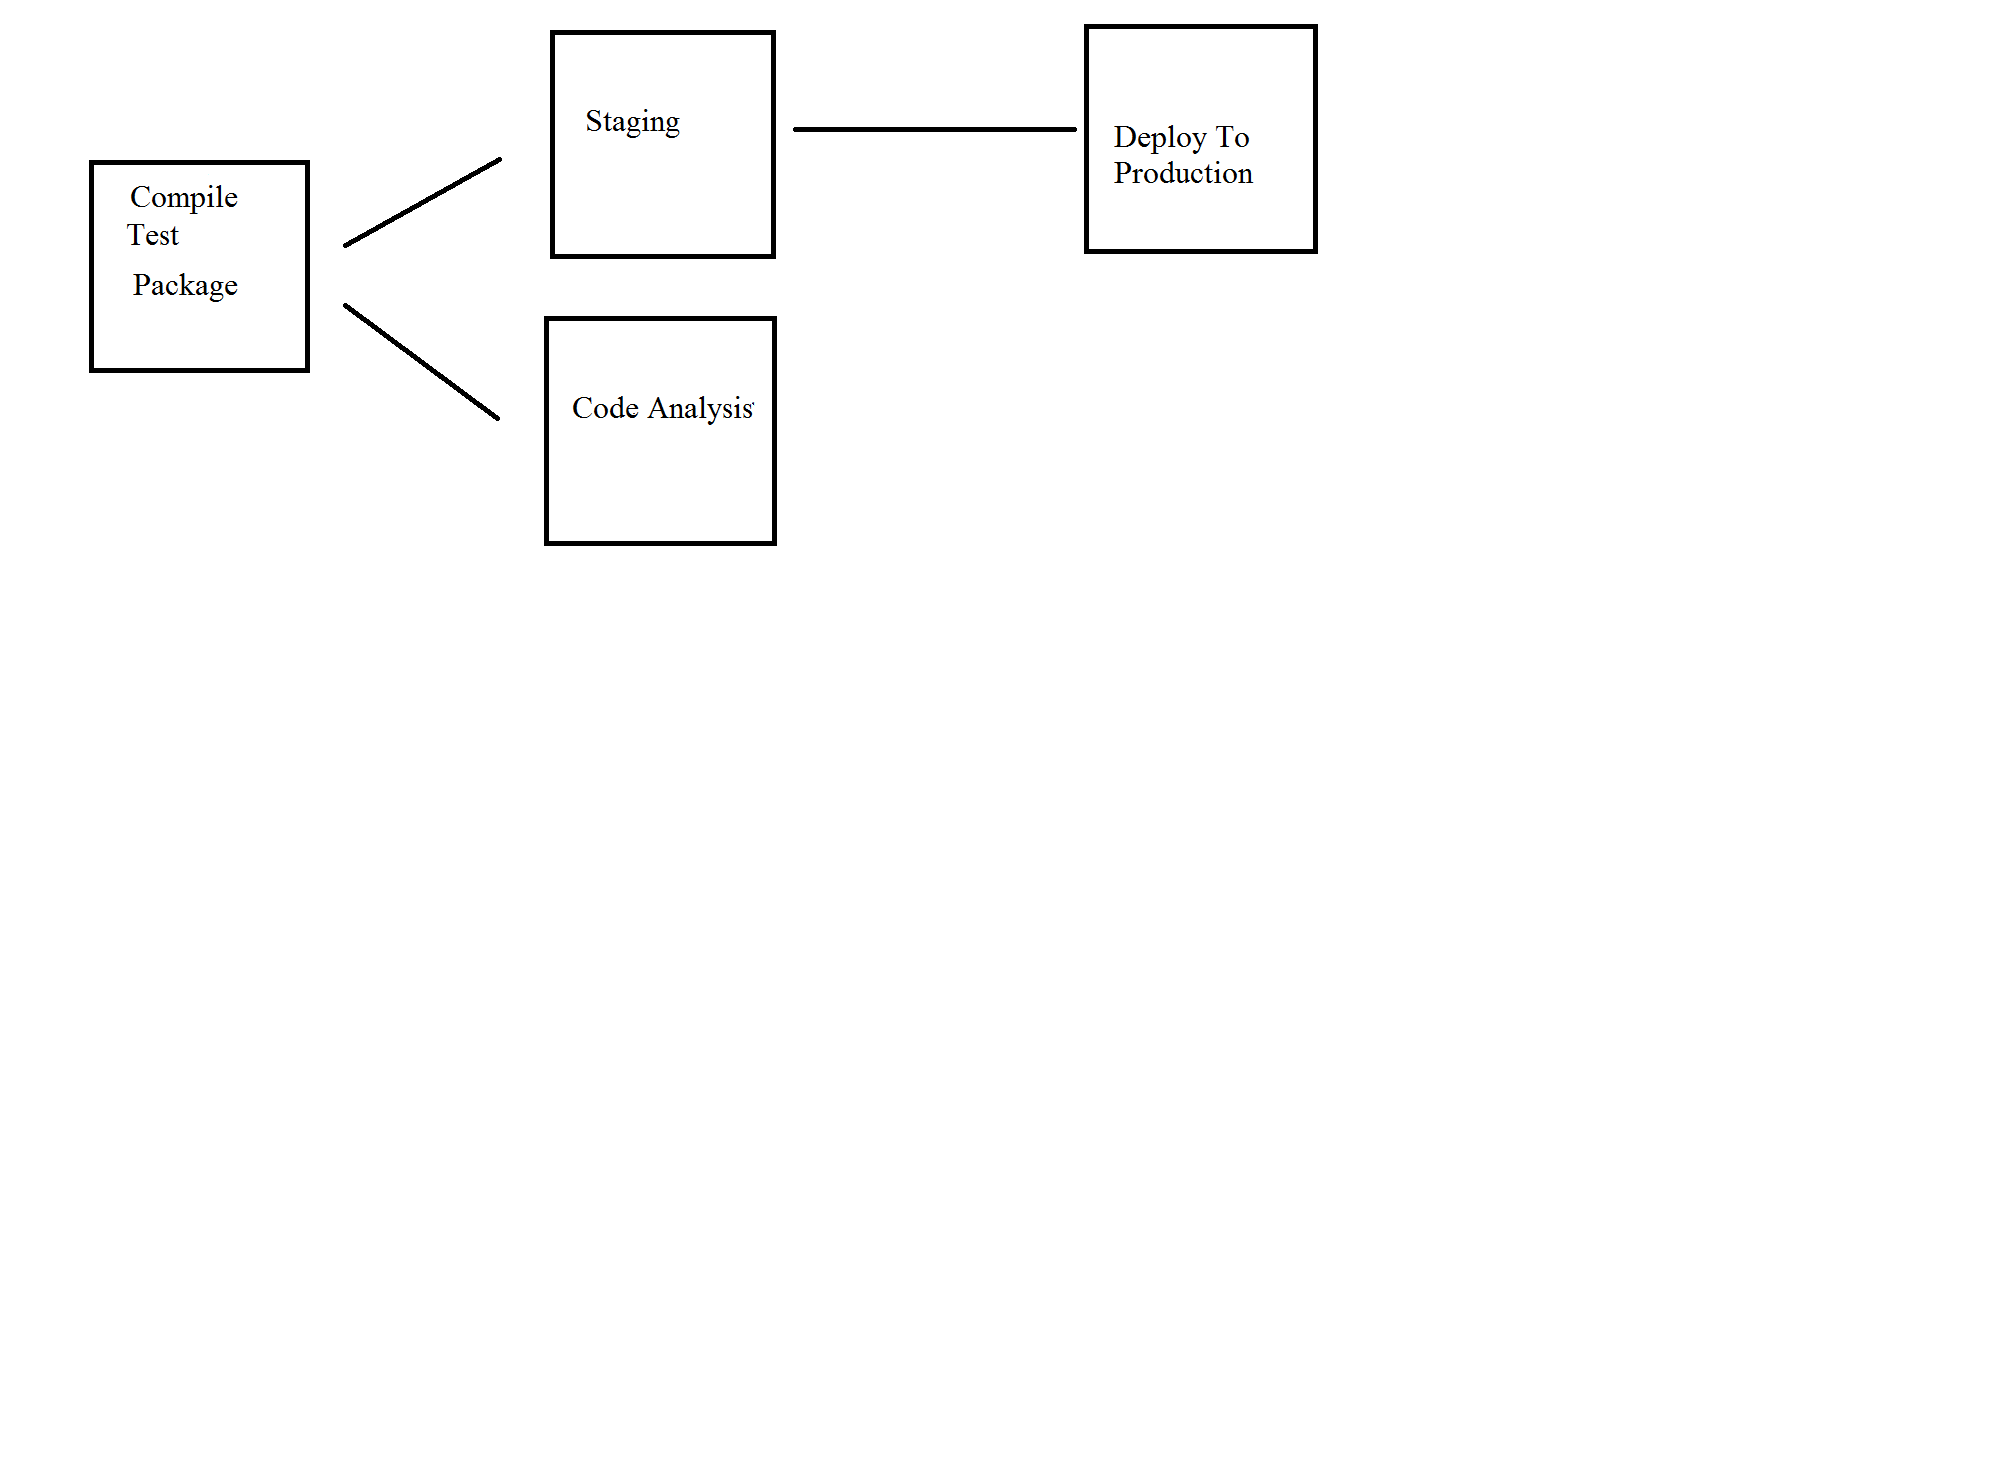 Compile
Test
Package
Staging
Code Analysis
Deploy To
Production